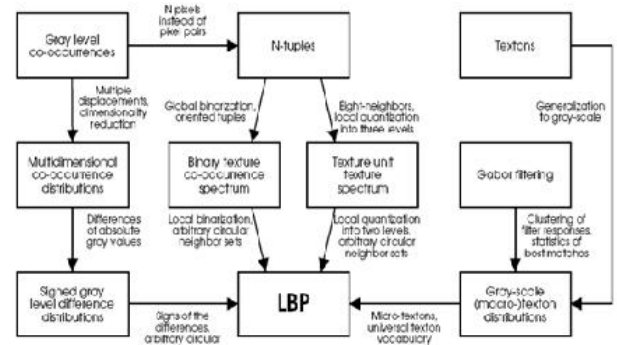 N pixels
instead of
pixel pairs
Gray level
co-occurrences
N-tuples
Textons
Multiple
displacements,
dimensionality
reduction
Global binarization,
oriented tuples
Eight-neighbors,
local quantization
into three levels
Generalization
to gray-scale
Multidimensional
co-occurrence
distributions
Binary texture
co-occurrence
spectrum
Texture unit
texture
spectrum
Gabor filtering
Differences
of absolute
gray values
Local binarization,
arbitrary circular
neighbor sets
Local quantization
into two levels,
arbitrary circular
neighbor sets
Clustering of
filter responses,
statistics of
best matches
Signed gray
level difference
distributions
LBP
Gray-scale
(macro-)texton
distributions
Signs of the
differences,
arbitrary circular
Micro-textons,
universal texton
vocabulary